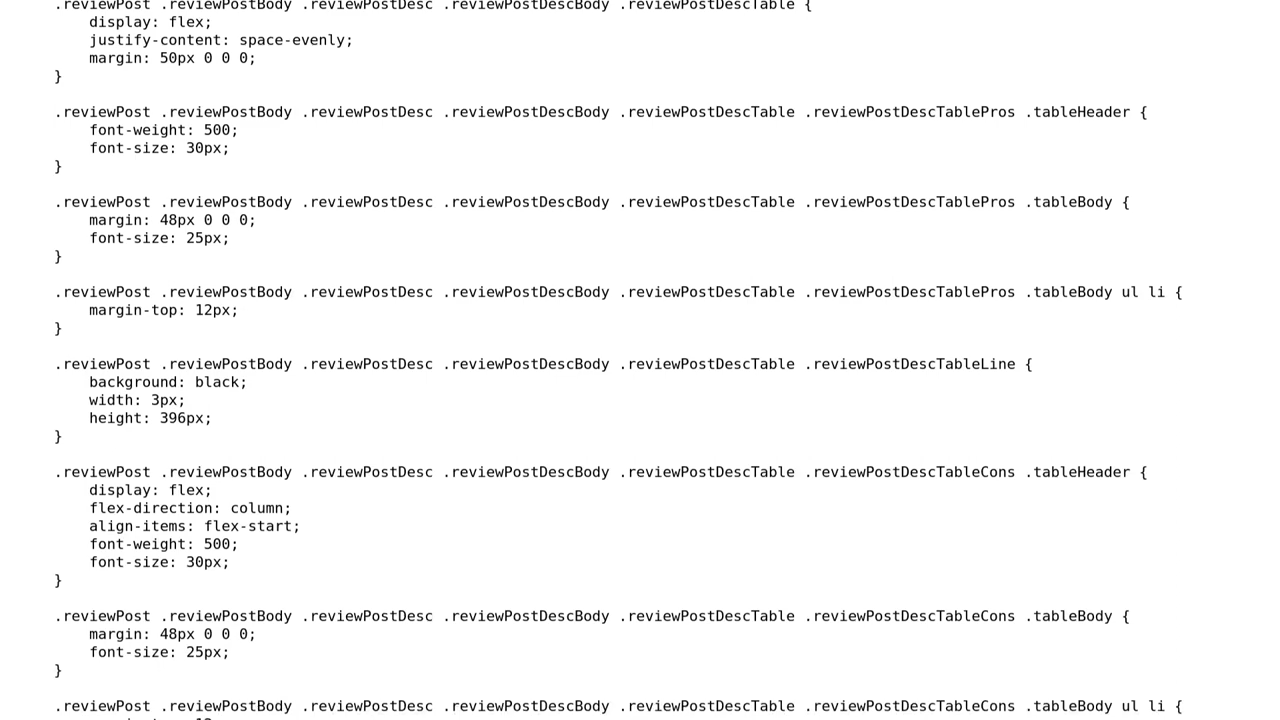 .reviewPost .reviewPostBody .reviewPostDesc .reviewPostDescBody .reviewPostDescTable {
    display: flex;
    justify-content: space-evenly;
    margin: 50px 0 0 0;
}

.reviewPost .reviewPostBody .reviewPostDesc .reviewPostDescBody .reviewPostDescTable .reviewPostDescTablePros .tableHeader {
    font-weight: 500;
    font-size: 30px;
}

.reviewPost .reviewPostBody .reviewPostDesc .reviewPostDescBody .reviewPostDescTable .reviewPostDescTablePros .tableBody {
    margin: 48px 0 0 0;
    font-size: 25px;
}

.reviewPost .reviewPostBody .reviewPostDesc .reviewPostDescBody .reviewPostDescTable .reviewPostDescTablePros .tableBody ul li {
    margin-top: 12px;
}

.reviewPost .reviewPostBody .reviewPostDesc .reviewPostDescBody .reviewPostDescTable .reviewPostDescTableLine {
    background: black;
    width: 3px;
    height: 396px;
}

.reviewPost .reviewPostBody .reviewPostDesc .reviewPostDescBody .reviewPostDescTable .reviewPostDescTableCons .tableHeader {
    display: flex;
    flex-direction: column;
    align-items: flex-start;
    font-weight: 500;
    font-size: 30px;
}

.reviewPost .reviewPostBody .reviewPostDesc .reviewPostDescBody .reviewPostDescTable .reviewPostDescTableCons .tableBody {
    margin: 48px 0 0 0;
    font-size: 25px;
}

.reviewPost .reviewPostBody .reviewPostDesc .reviewPostDescBody .reviewPostDescTable .reviewPostDescTableCons .tableBody ul li {